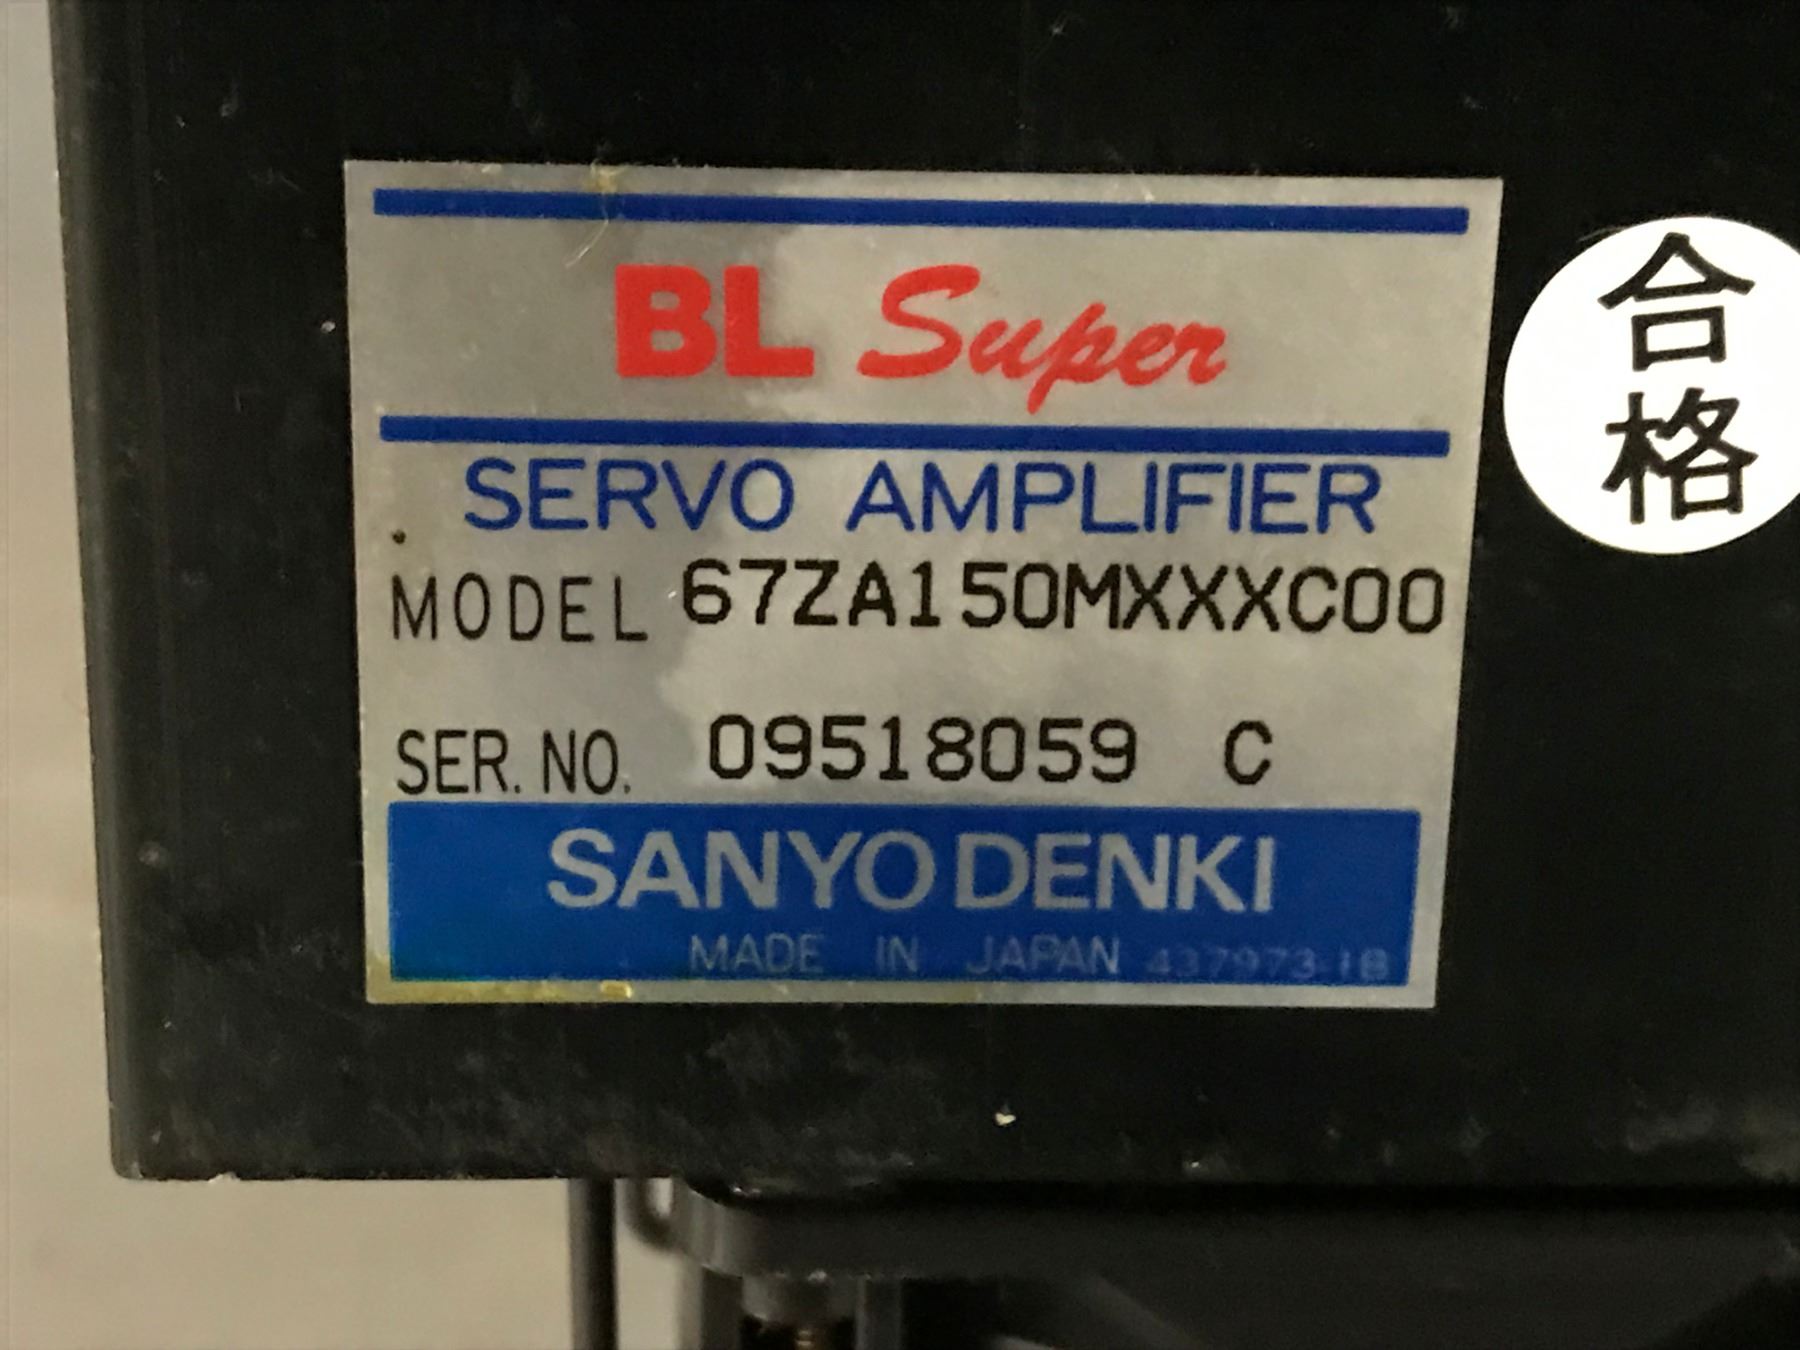 BL Super
SERVO AMPLIFIER
MODEL 67ZA150MXXXC00
SER. NO. 09518059 C
SANYO DENKI
MADE IN JAPAN 437973-1B
合
格